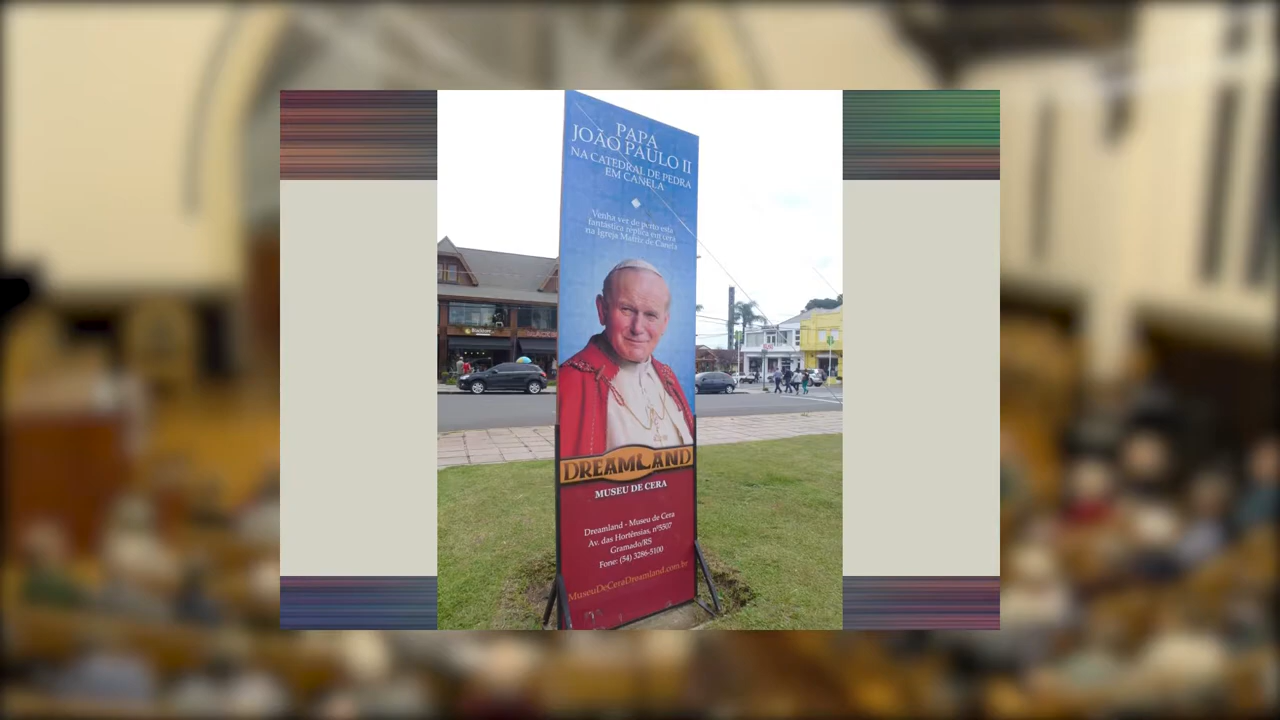 PAPA
JOÃO PAULO II
NA CATEDRAL DE PEDRA
EM CANELA
Venha ver de perto esta
fantástica réplica em cera
na Igreja Matriz de Canela
DREAMLAND
MUSEU DE CERA
Dreamland - Museu de Cera
Av. das Hortênsias, nº5507
Gramado/RS
Fone: (54) 3286-5100
MuseuDeCeraDreamland.com.br